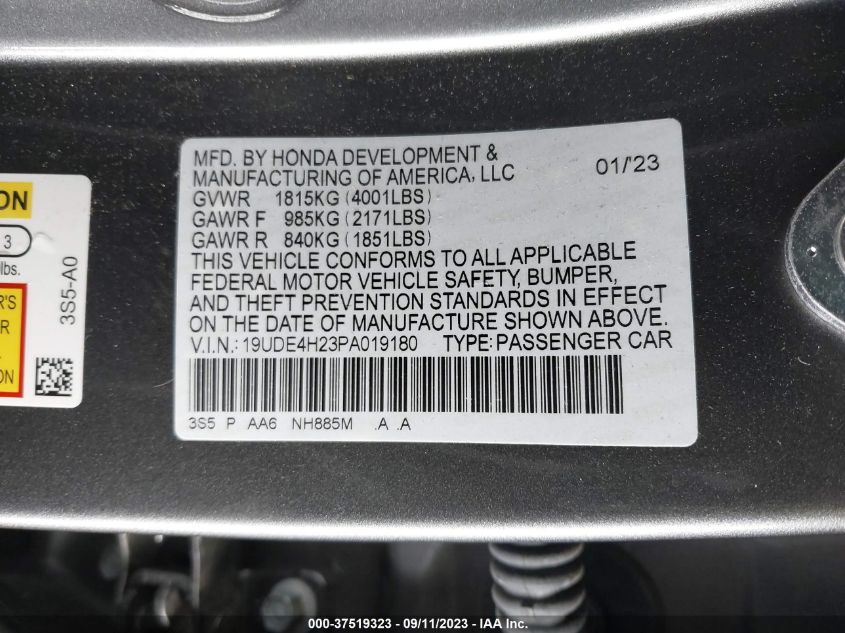 MFD. BY HONDA DEVELOPMENT &
MANUFACTURING OF AMERICA, LLC 01/'23
GVWR 1815KG (4001LBS)
GAWR F 985KG (2171LBS)
GAWR R 840KG (1851LBS)
THIS VEHICLE CONFORMS TO ALL APPLICABLE
FEDERAL MOTOR VEHICLE SAFETY, BUMPER,
AND THEFT PREVENTION STANDARDS IN EFFECT
ON THE DATE OF MANUFACTURE SHOWN ABOVE.
V.I.N.: 19UDE4H23PA019180 TYPE: PASSENGER CAR
3S5 P AA6 NH885M .A .A
3
lbs.
R
3S5-A0
000-37519323 - 09/11/2023 - © IAA Inc.